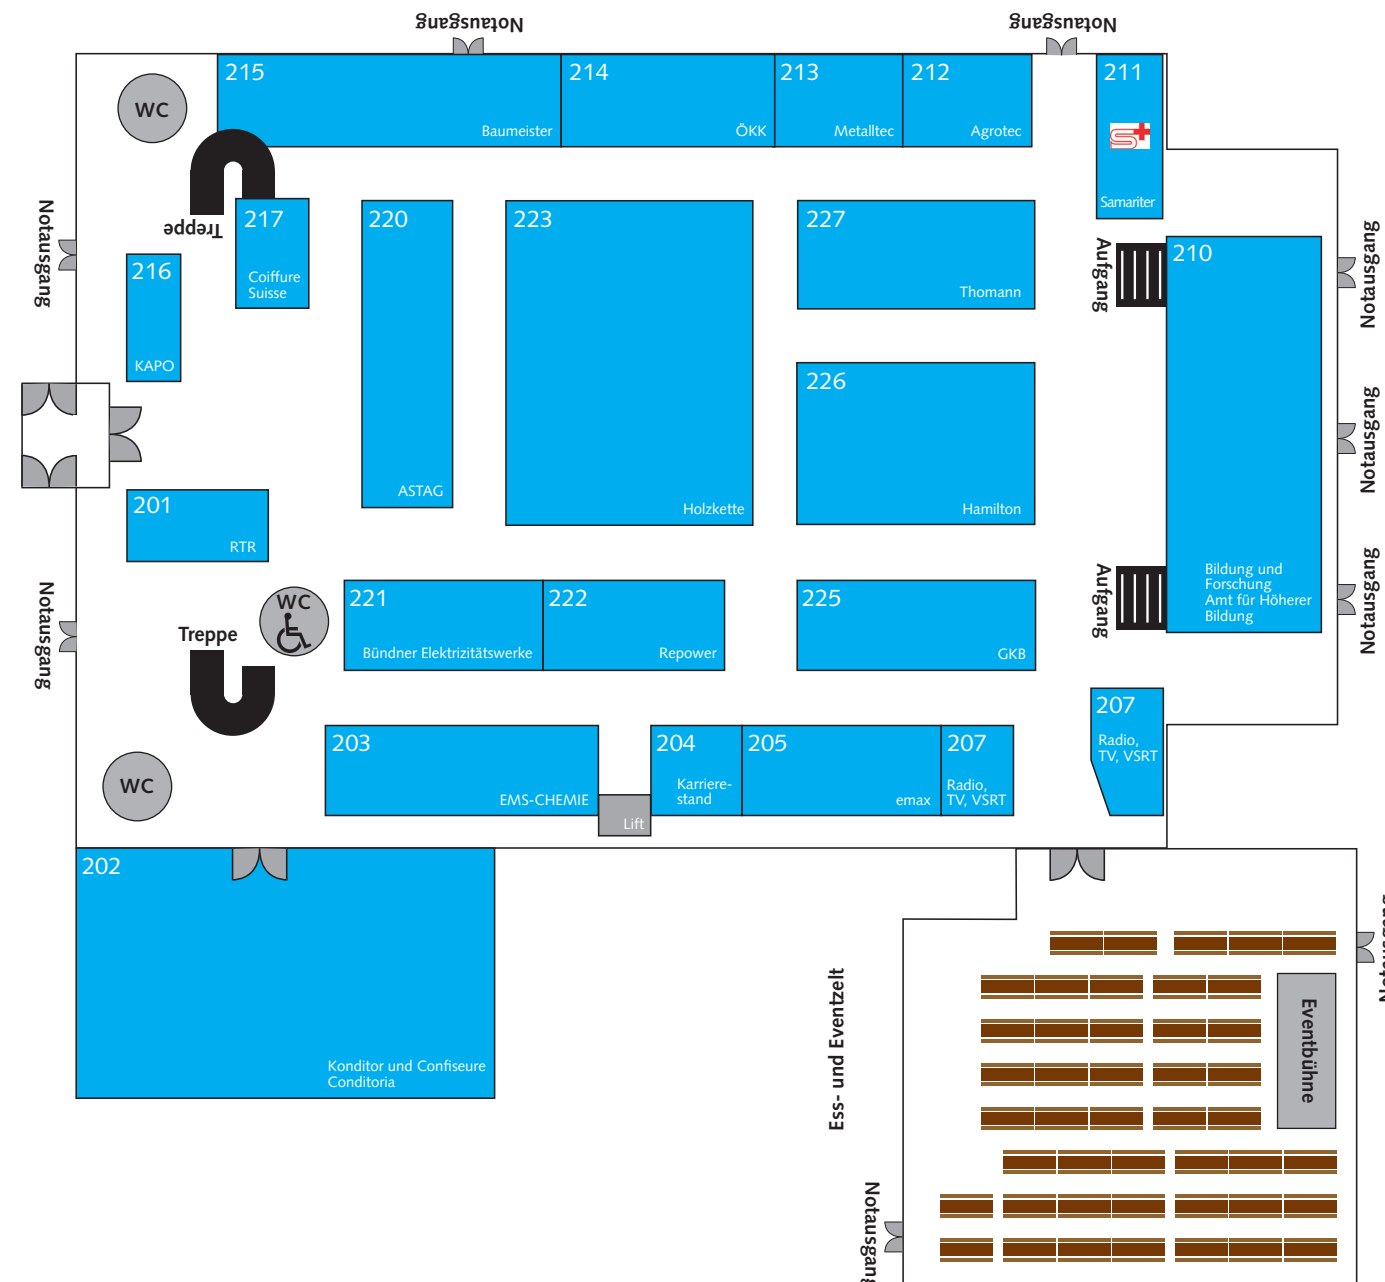 Notausgang
Notausgang
215
Baumeister
214
ÖKK
213
Metalltec
212
Agrotec
211
Samariter
WC
Treppe
Notausgang
217
Coiffure
Suisse
216
KAPO
220
ASTAG
223
Holzkette
227
Thomann
226
Hamilton
Aufgang
210
Bildung und
Forschung
Amt für Höherer
Bildung
Aufgang
Notausgang
Notausgang
Notausgang
201
RTR
Notausgang
WC
Treppe
221
Bündner Elektrizitätswerke
222
Repower
225
GKB
WC
203
EMS-CHEMIE
Lift
204
Karriere-
stand
205
emax
207
Radio,
TV, VSRT
207
Radio,
TV, VSRT
202
Konditor und Confiseure
Conditoria
Ess- und Eventzelt
Eventbühne
Notausgang
Notausgang